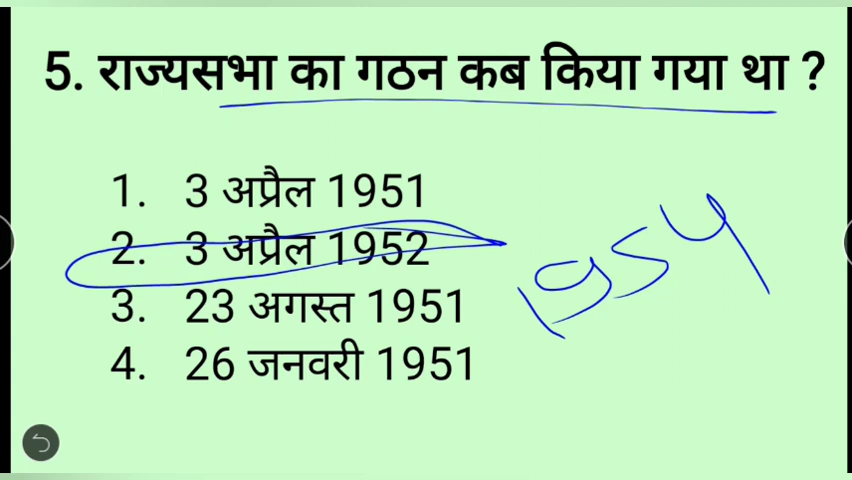 5. राज्यसभा का गठन कब किया गया था ?
1. 3 अप्रैल 1951
2. 3 अप्रैल 1952
1954
3. 23 अगस्त 1951
4. 26 जनवरी 1951